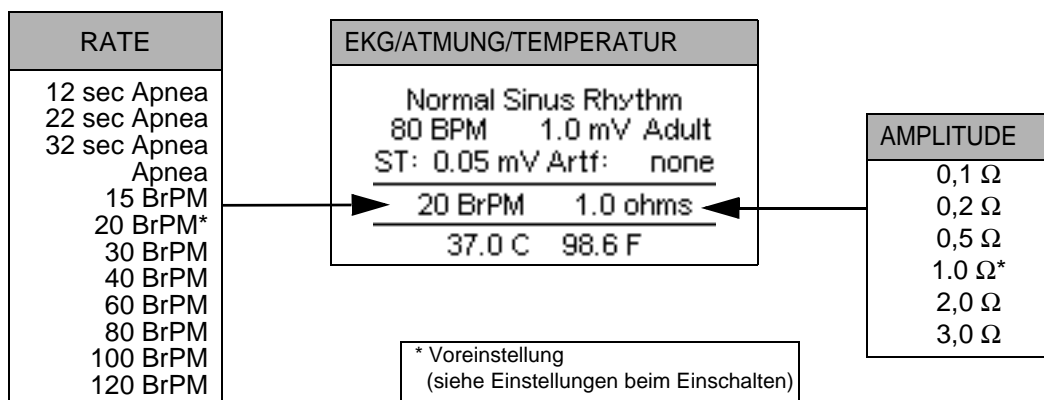 RATE
12 sec Apnea
22 sec Apnea
32 sec Apnea
Apnea
15 BrPM
20 BrPM*
30 BrPM
40 BrPM
60 BrPM
80 BrPM
100 BrPM
120 BrPM
EKG/ATMUNG/TEMPERATUR
Normal Sinus Rhythm
80 BPM 1.0 mV Adult
ST: 0.05 mV Artf: none
20 BrPM 1.0 ohms
37.0 C 98.6 F
AMPLITUDE
0,1 Ω
0,2 Ω
0,5 Ω
1.0 Ω*
2,0 Ω
3,0 Ω
* Voreinstellung
(siehe Einstellungen beim Einschalten)